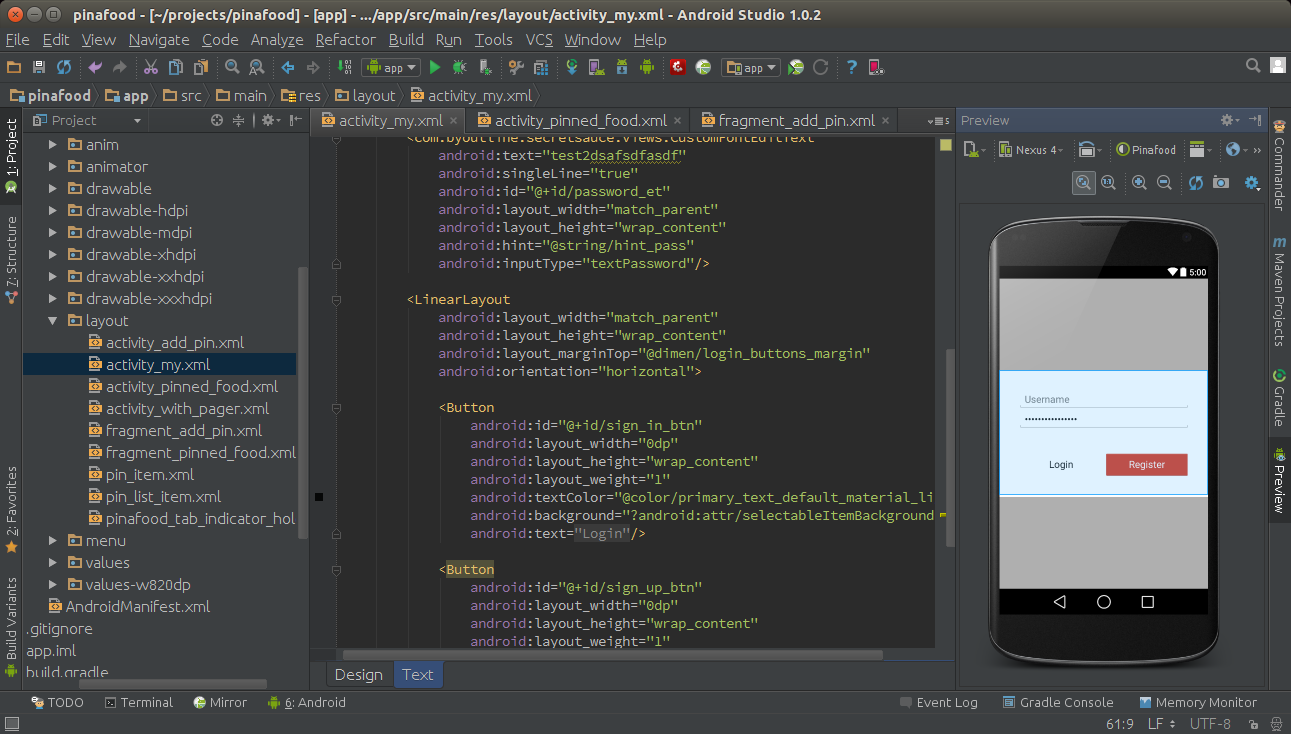 pinafood - [~/projects/pinafood] - [app] - .../app/src/main/res/layout/activity_my.xml - Android Studio 1.0.2
File Edit View Navigate Code Analyze Refactor Build Run Tools VCS Window Help
app app ?
pinafood app src main res layout activity_my.xml
1: Project
Z: Structure
2: Favorites
Build Variants
Project
anim
animator
drawable
drawable-hdpi
drawable-mdpi
drawable-xhdpi
drawable-xxhdpi
drawable-xxxhdpi
layout
activity_add_pin.xml
activity_my.xml
activity_pinned_food.xml
activity_with_pager.xml
fragment_add_pin.xml
fragment_pinned_food.xml
pin_item.xml
pin_list_item.xml
pinafood_tab_indicator_hol
menu
values
values-w820dp
AndroidManifest.xml
.gitignore
app.iml
build.gradle
activity_my.xml activity_pinned_food.xml fragment_add_pin.xml
<com.byoutline.secretsauce.views.CustomFontEditText
android:text="test2dsafsdfasdf"
android:singleLine="true"
android:id="@+id/password_et"
android:layout_width="match_parent"
android:layout_height="wrap_content"
android:hint="@string/hint_pass"
android:inputType="textPassword"/>
<LinearLayout
android:layout_width="match_parent"
android:layout_height="wrap_content"
android:layout_marginTop="@dimen/login_buttons_margin"
android:orientation="horizontal">
<Button
android:id="@+id/sign_in_btn"
android:layout_width="0dp"
android:layout_height="wrap_content"
android:layout_weight="1"
android:textColor="@color/primary_text_default_material_li
android:background="?android:attr/selectableItemBackground
android:text="Login"/>
<Button
android:id="@+id/sign_up_btn"
android:layout_width="0dp"
android:layout_height="wrap_content"
android:layout_weight="1"
Design Text
Preview
Nexus 4 Pinafood
1:1
5:00
Username
Login Register
Commander
Maven Projects
Gradle
Preview
TODO Terminal Mirror 6: Android Event Log Gradle Console Memory Monitor
61:9 LF UTF-8